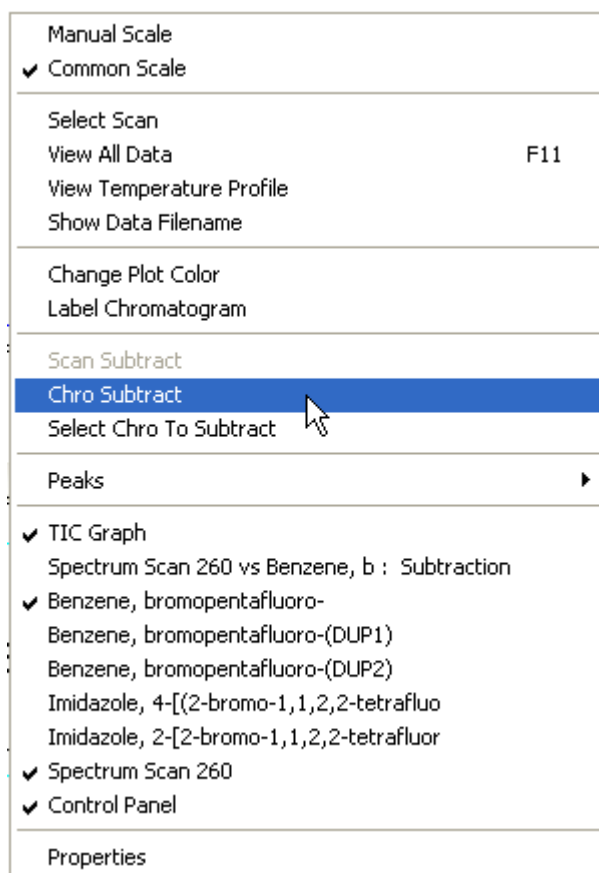 Manual Scale
Common Scale
Select Scan
View All Data F11
View Temperature Profile
Show Data Filename
Change Plot Color
Label Chromatogram
Scan Subtract
Chro Subtract
Select Chro To Subtract
Peaks
TIC Graph
Spectrum Scan 260 vs Benzene, b :  Subtraction
Benzene, bromopentafluoro-
Benzene, bromopentafluoro-(DUP1)
Benzene, bromopentafluoro-(DUP2)
Imidazole, 4-[(2-bromo-1,1,2,2-tetrafluo
Imidazole, 2-[2-bromo-1,1,2,2-tetrafluor
Spectrum Scan 260
Control Panel
Properties